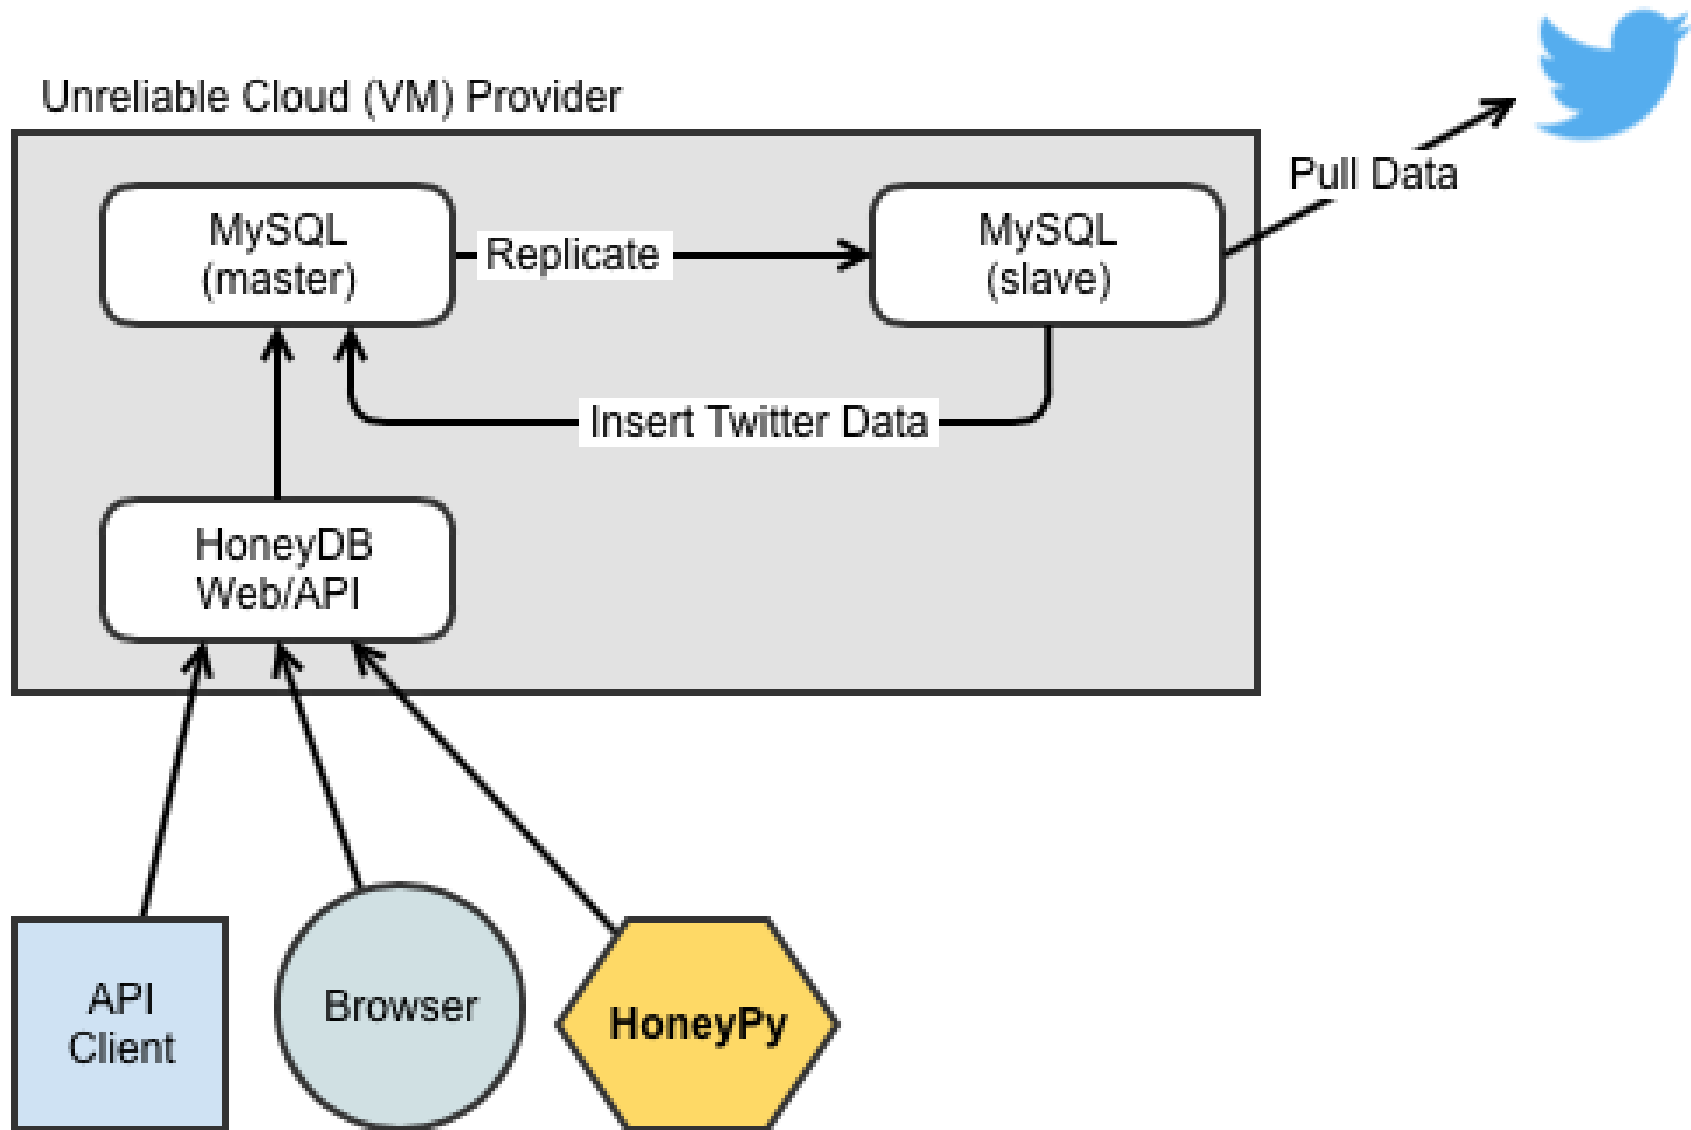 Unreliable Cloud (VM) Provider
Pull Data
MySQL
(master)
Replicate
MySQL
(slave)
Insert Twitter Data
HoneyDB
Web/API
API
Client
Browser
HoneyPy